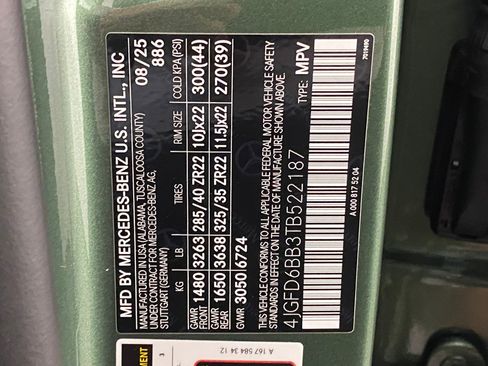 MFD BY MERCEDES-BENZ U.S. INTL., INC
MANUFACTURED IN USA (ALABAMA, TUSCALOOSA COUNTY) 08/25
UNDER CONTRACT FOR MERCEDES-BENZ AG, 886
STUTTGART (GERMANY)
KG LB TIRES RIM SIZE COLD KPA (PSI)
GAWR FRONT 1480 3263 285/40 ZR22 10Jx22 300(44)
GAWR REAR 1650 3638 325/35 ZR22 11.5Jx22 270(39)
GVWR 3050 6724
THIS VEHICLE CONFORMS TO ALL APPLICABLE FEDERAL MOTOR VEHICLE SAFETY
STANDARDS IN EFFECT ON THE DATE OF MANUFACTURE SHOWN ABOVE.
4JGFD6BB3TB522187 TYPE: MPV
A 000 817 52 04
7019490
A 167 584 34 12
3